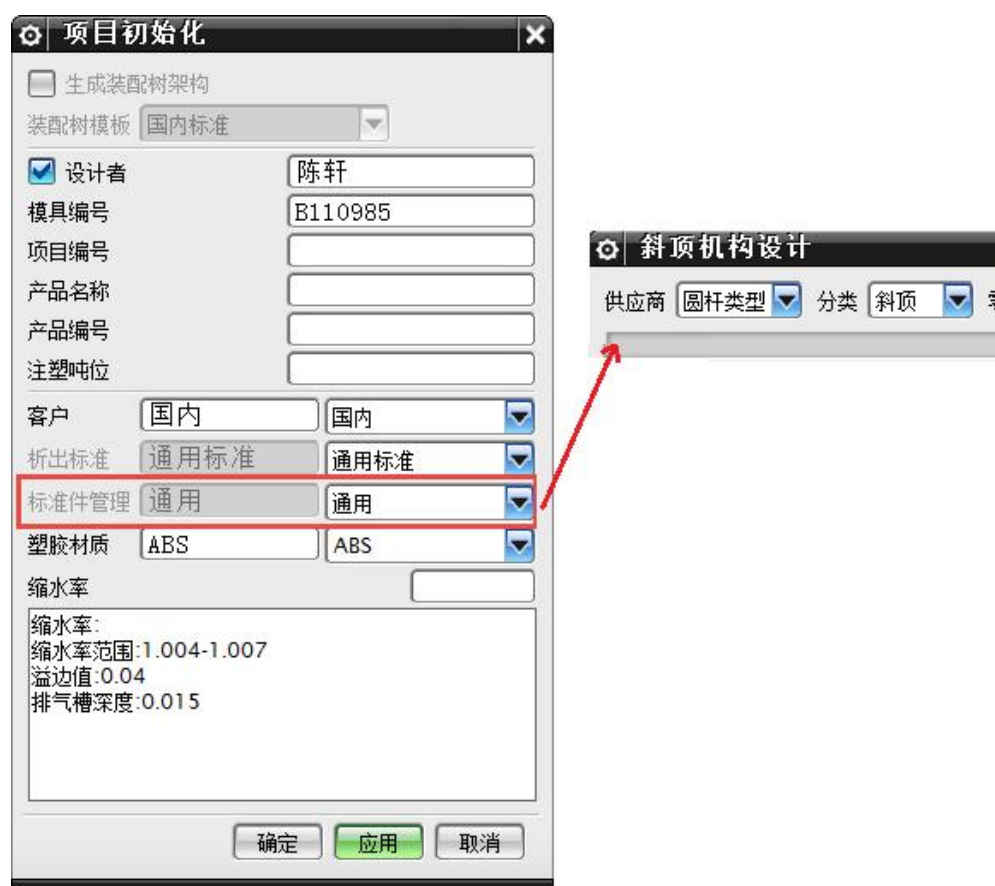 项目初始化
生成装配树架构
装配树模板 国内标准
设计者 陈轩
模具编号 B110985
项目编号
产品名称
产品编号
注塑吨位
客户 国内 国内
析出标准 通用标准 通用标准
标准件管理 通用 通用
塑胶材质 ABS ABS
缩水率
缩水率:
缩水率范围:1.004-1.007
溢边值:0.04
排气槽深度:0.015
确定 应用 取消
斜顶机构设计
供应商 圆杆类型 分类 斜顶